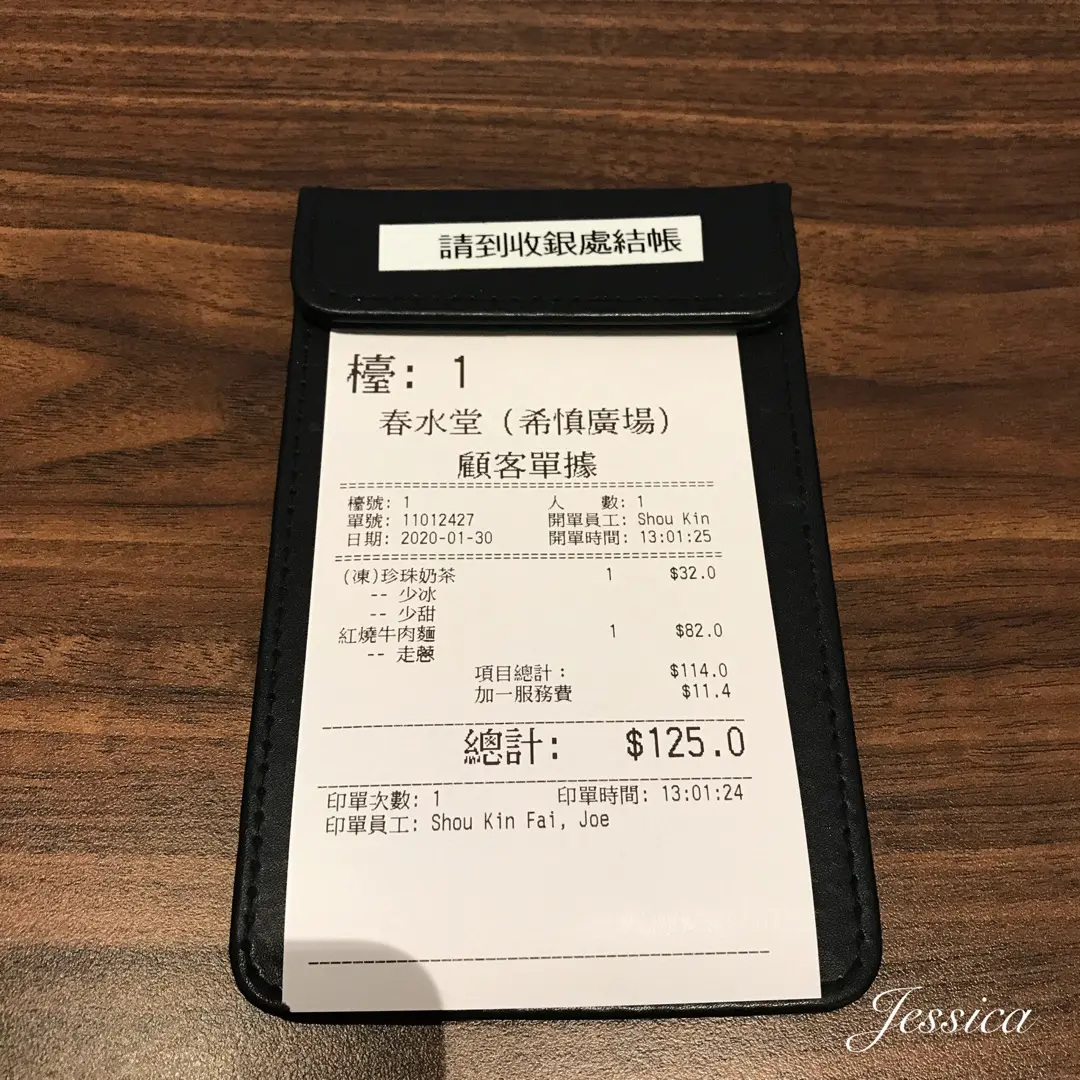 請到收銀處結帳
檯: 1
春水堂 (希慎廣場)
顧客單據
檯號: 1 人 數: 1
單號: 11012427 開單員工: Shou Kin
日期: 2020-01-30 開單時間: 13:01:25
(凍)珍珠奶茶 1 $32.0
-- 少冰
-- 少甜
紅燒牛肉麵 1 $82.0
-- 走蔥
項目總計: $114.0
加一服務費 $11.4
總計: $125.0
印單次數: 1 印單時間: 13:01:24
印單員工: Shou Kin Fai, Joe
Jessica